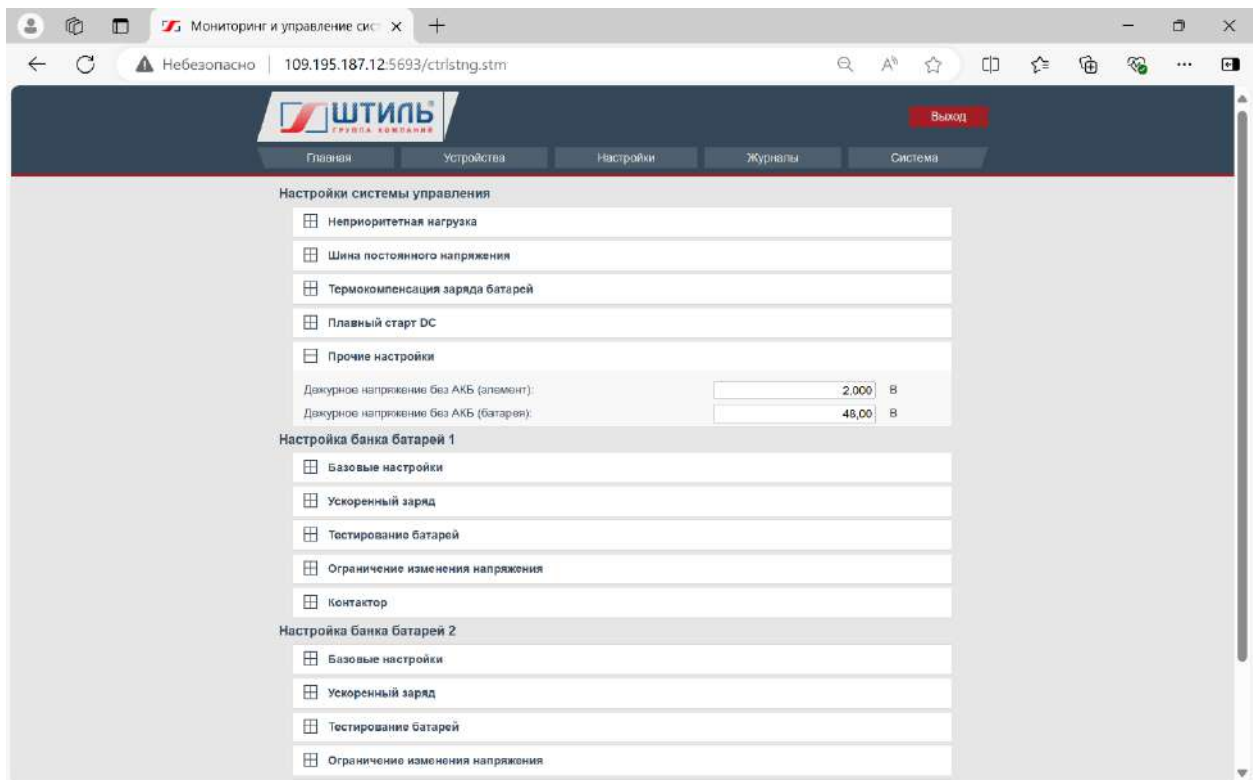 Мониторинг и управление сис
Небезопасно
109.195.187.12:5693/ctrlstng.stm
ШТИЛЬ®
ГРУППА КОМПАНИЙ
Выход
Главная
Устройства
Настройки
Журналы
Система
Настройки системы управления
Неприоритетная нагрузка
Шина постоянного напряжения
Термокомпенсация заряда батарей
Плавный старт DC
Прочие настройки
Дежурное напряжение без АКБ (элемент): 2,000 В
Дежурное напряжение без АКБ (батарея): 48,00 В
Настройка банка батарей 1
Базовые настройки
Ускоренный заряд
Тестирование батарей
Ограничение изменения напряжения
Контактор
Настройка банка батарей 2
Базовые настройки
Ускоренный заряд
Тестирование батарей
Ограничение изменения напряжения